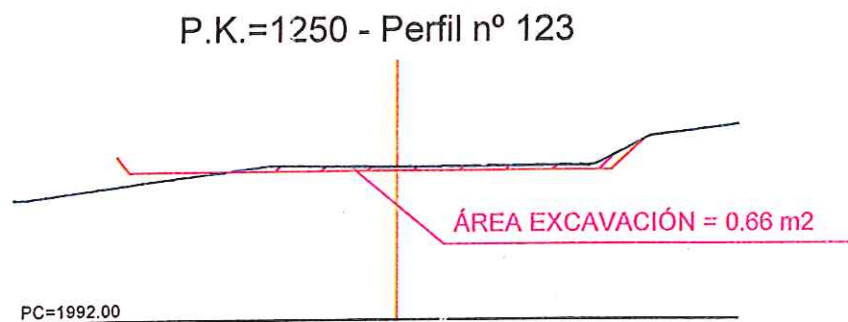 P.K.=1250 - Perfil nº 123
ÁREA EXCAVACIÓN = 0.66 m2
PC=1992.00